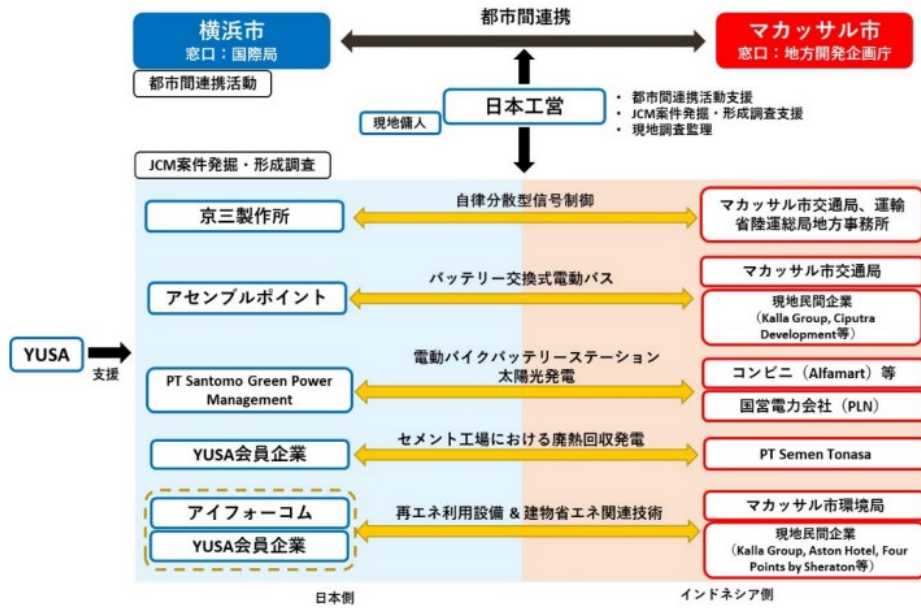 都市間連携
横浜市
窓口：国際局
マカッサル市
窓口：地方開発企画庁
都市間連携活動
現地傭人
日本工営
• 都市間連携活動支援
• JCM案件発掘・形成調査支援
• 現地調査監理
JCM案件発掘・形成調査
京三製作所
自律分散型信号制御
マカッサル市交通局、運輸
省陸運総局地方事務所
アセンブルポイント
バッテリー交換式電動バス
マカッサル市交通局
現地民間企業
（Kalla Group, Ciputra
Development等）
YUSA
支援
PT Santomo Green Power
Management
電動バイクバッテリーステーション
太陽光発電
コンビニ（Alfamart）等
国営電力会社（PLN）
YUSA会員企業
セメント工場における廃熱回収発電
PT Semen Tonasa
アイフォーコム
YUSA会員企業
再エネ利用設備 & 建物省エネ関連技術
マカッサル市環境局
現地民間企業
（Kalla Group, Aston Hotel, Four
Points by Sheraton等）
日本側
インドネシア側